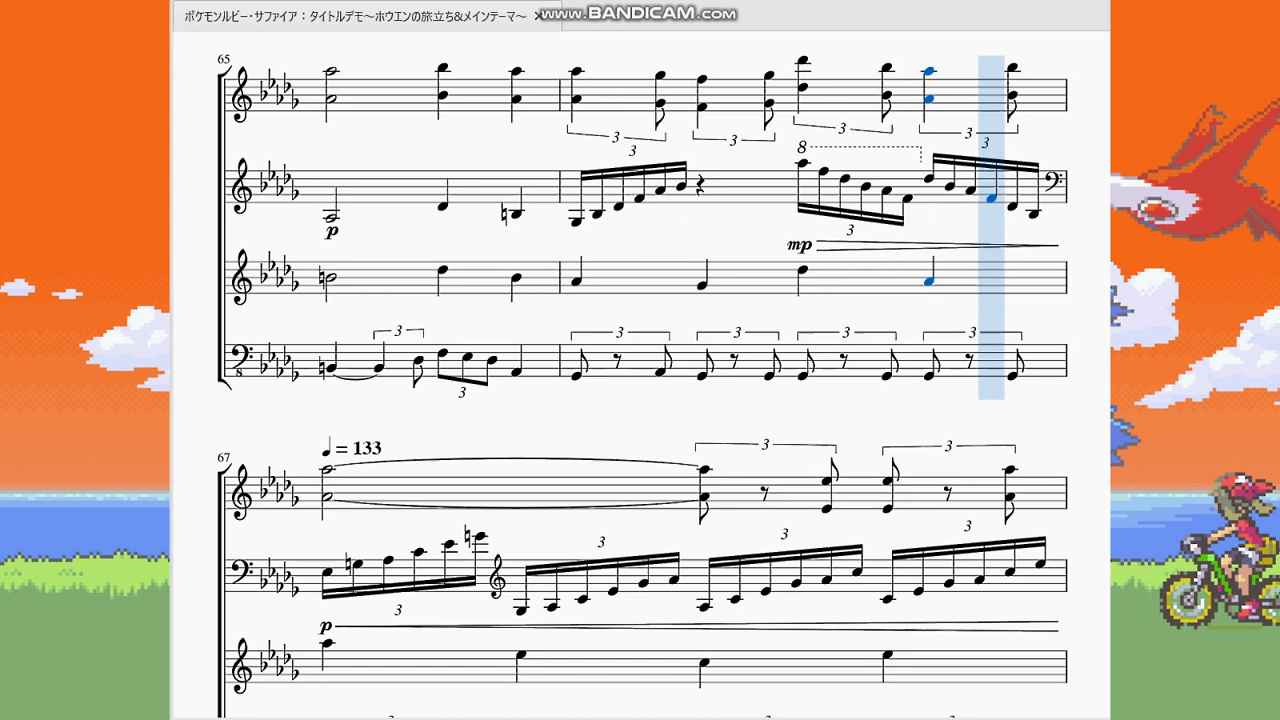 ポケモンルビー・サファイア：タイトルデモ～ホウエンの旅立ち&メインテーマ～ ×
www.BANDICAM.com
65
3 3 3 3
3 8 3
p 3 mp
3 3 3 3 3
8 3
67
= 133
3 3
3 3 3
3
p